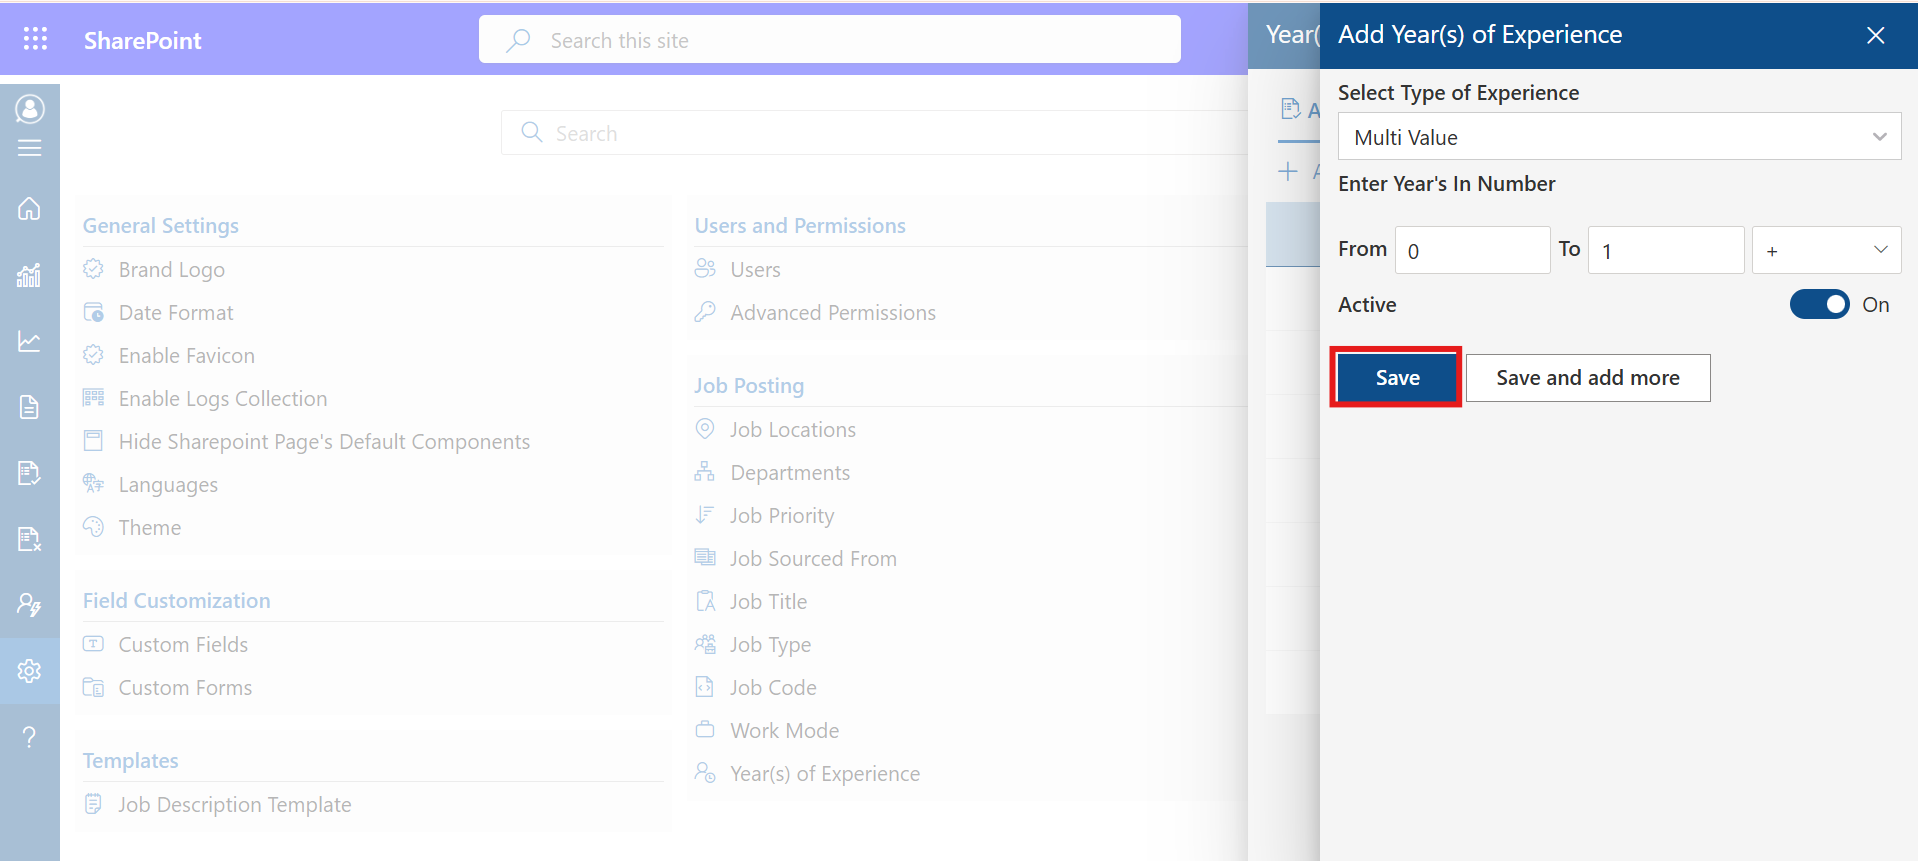 SharePoint
Search this site
Year(
Add Year(s) of Experience
Search
A
A
Select Type of Experience
Multi Value
Enter Year's In Number
From 0 To 1 +
Active On
Save Save and add more
General Settings
Brand Logo
Date Format
Enable Favicon
Enable Logs Collection
Hide Sharepoint Page's Default Components
Languages
Theme
Field Customization
Custom Fields
Custom Forms
Templates
Job Description Template
Users and Permissions
Users
Advanced Permissions
Job Posting
Job Locations
Departments
Job Priority
Job Sourced From
Job Title
Job Type
Job Code
Work Mode
Year(s) of Experience